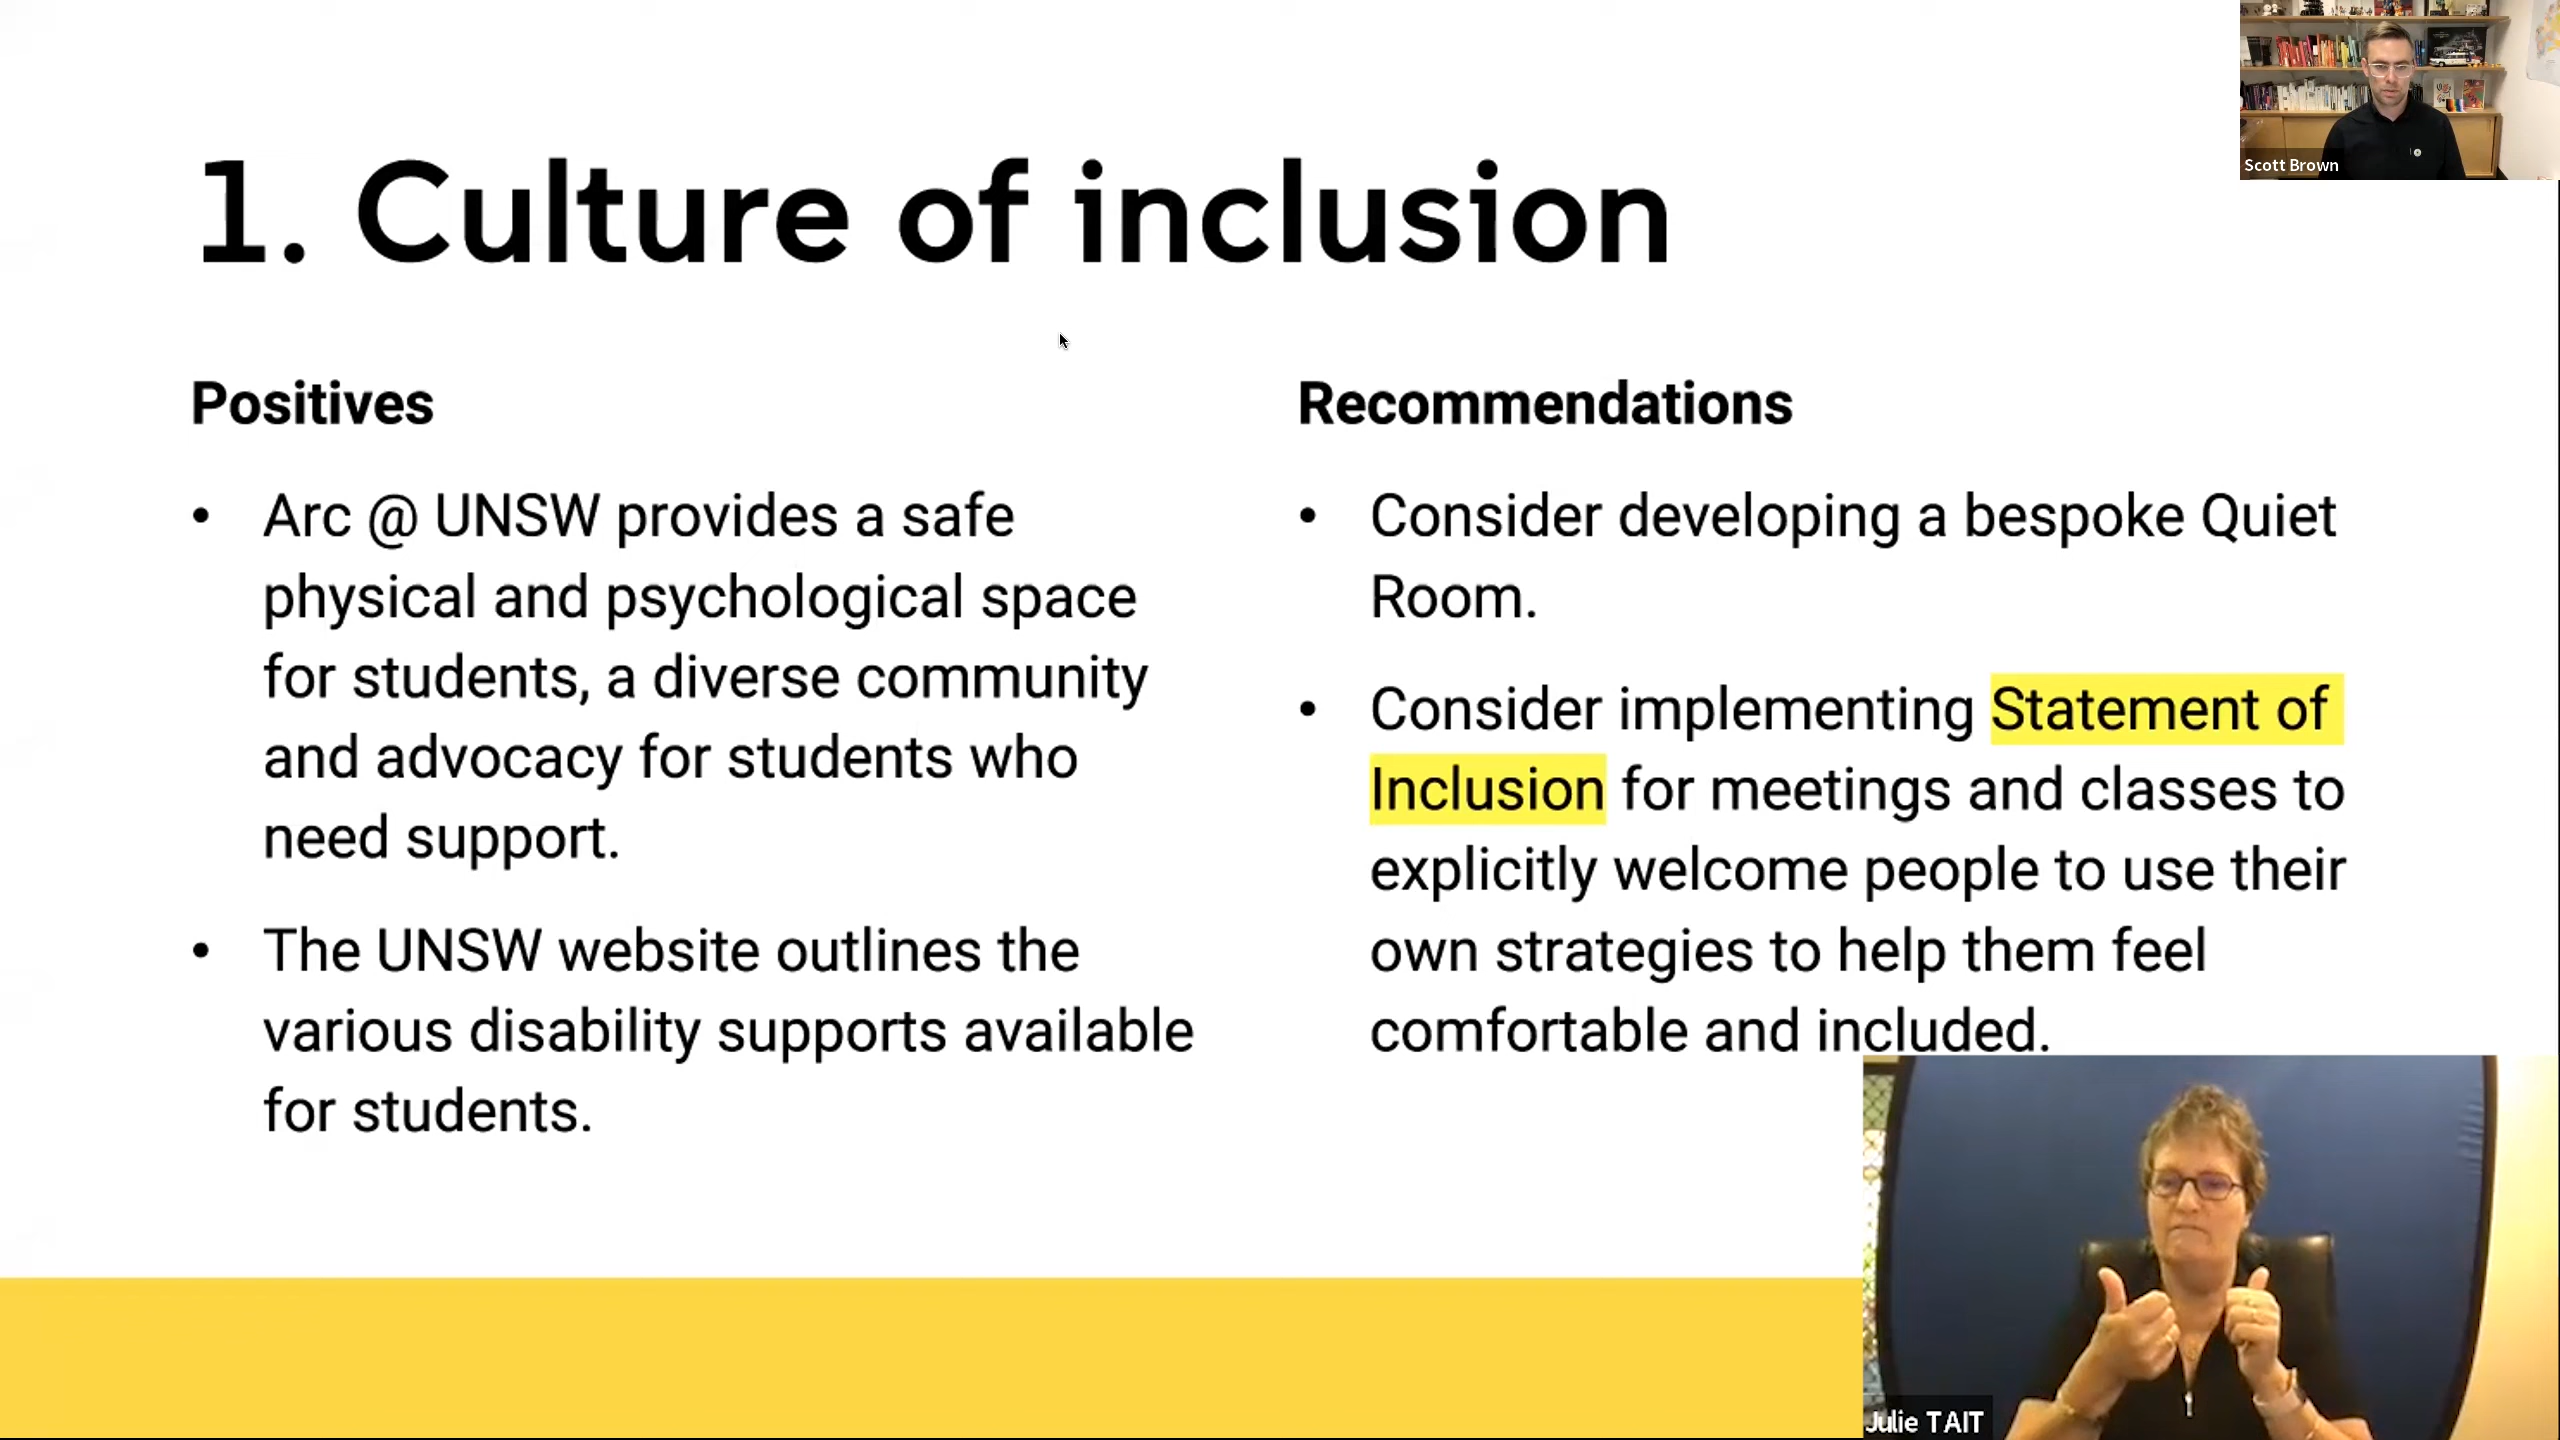 1. Culture of inclusion
Positives
• Arc @ UNSW provides a safe
physical and psychological space
for students, a diverse community
and advocacy for students who
need support.
• The UNSW website outlines the
various disability supports available
for students.
Recommendations
• Consider developing a bespoke Quiet
Room.
• Consider implementing Statement of
Inclusion for meetings and classes to
explicitly welcome people to use their
own strategies to help them feel
comfortable and included.
Scott Brown
Julie TAIT